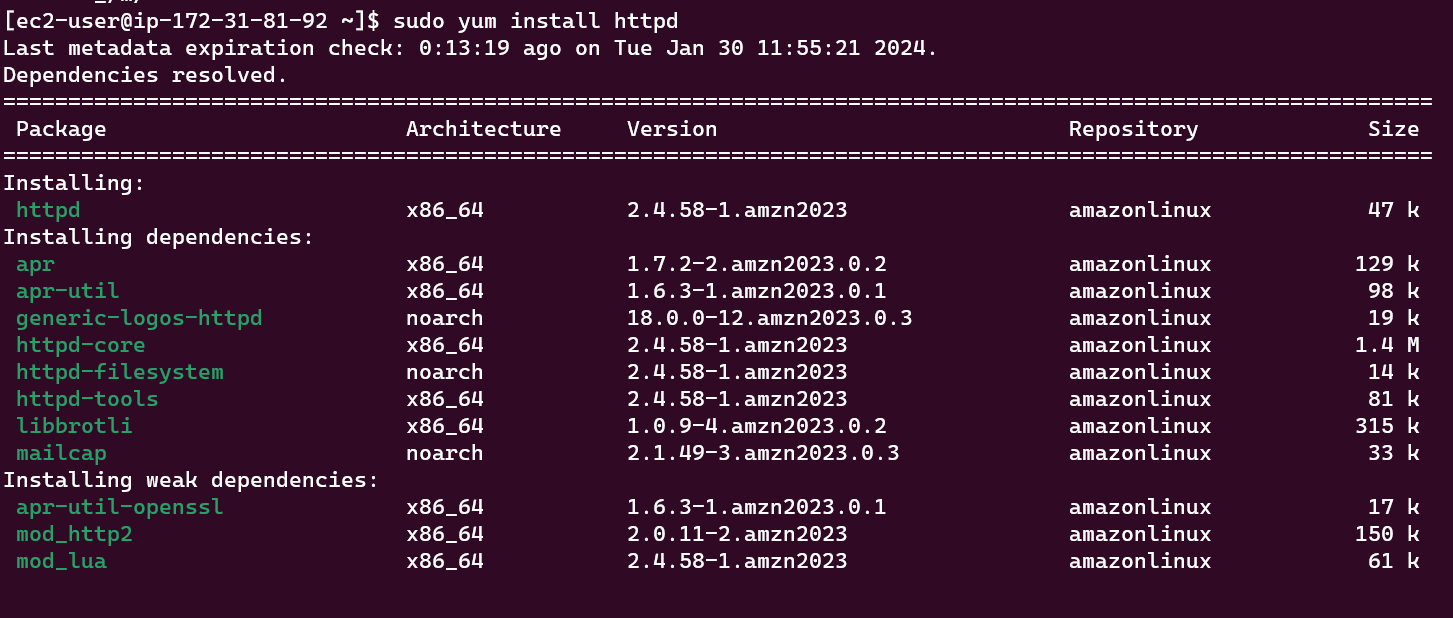 [ec2-user@ip-172-31-81-92 ~]$ sudo yum install httpd
Last metadata expiration check: 0:13:19 ago on Tue Jan 30 11:55:21 2024.
Dependencies resolved.
==============================================================================================================
Package Architecture Version Repository Size
==============================================================================================================
Installing:
httpd x86_64 2.4.58-1.amzn2023 amazonlinux 47 k
Installing dependencies:
apr x86_64 1.7.2-2.amzn2023.0.2 amazonlinux 129 k
apr-util x86_64 1.6.3-1.amzn2023.0.1 amazonlinux 98 k
generic-logos-httpd noarch 18.0.0-12.amzn2023.0.3 amazonlinux 19 k
httpd-core x86_64 2.4.58-1.amzn2023 amazonlinux 1.4 M
httpd-filesystem noarch 2.4.58-1.amzn2023 amazonlinux 14 k
httpd-tools x86_64 2.4.58-1.amzn2023 amazonlinux 81 k
libbrotli x86_64 1.0.9-4.amzn2023.0.2 amazonlinux 315 k
mailcap noarch 2.1.49-3.amzn2023.0.3 amazonlinux 33 k
Installing weak dependencies:
apr-util-openssl x86_64 1.6.3-1.amzn2023.0.1 amazonlinux 17 k
mod_http2 x86_64 2.0.11-2.amzn2023 amazonlinux 150 k
mod_lua x86_64 2.4.58-1.amzn2023 amazonlinux 61 k